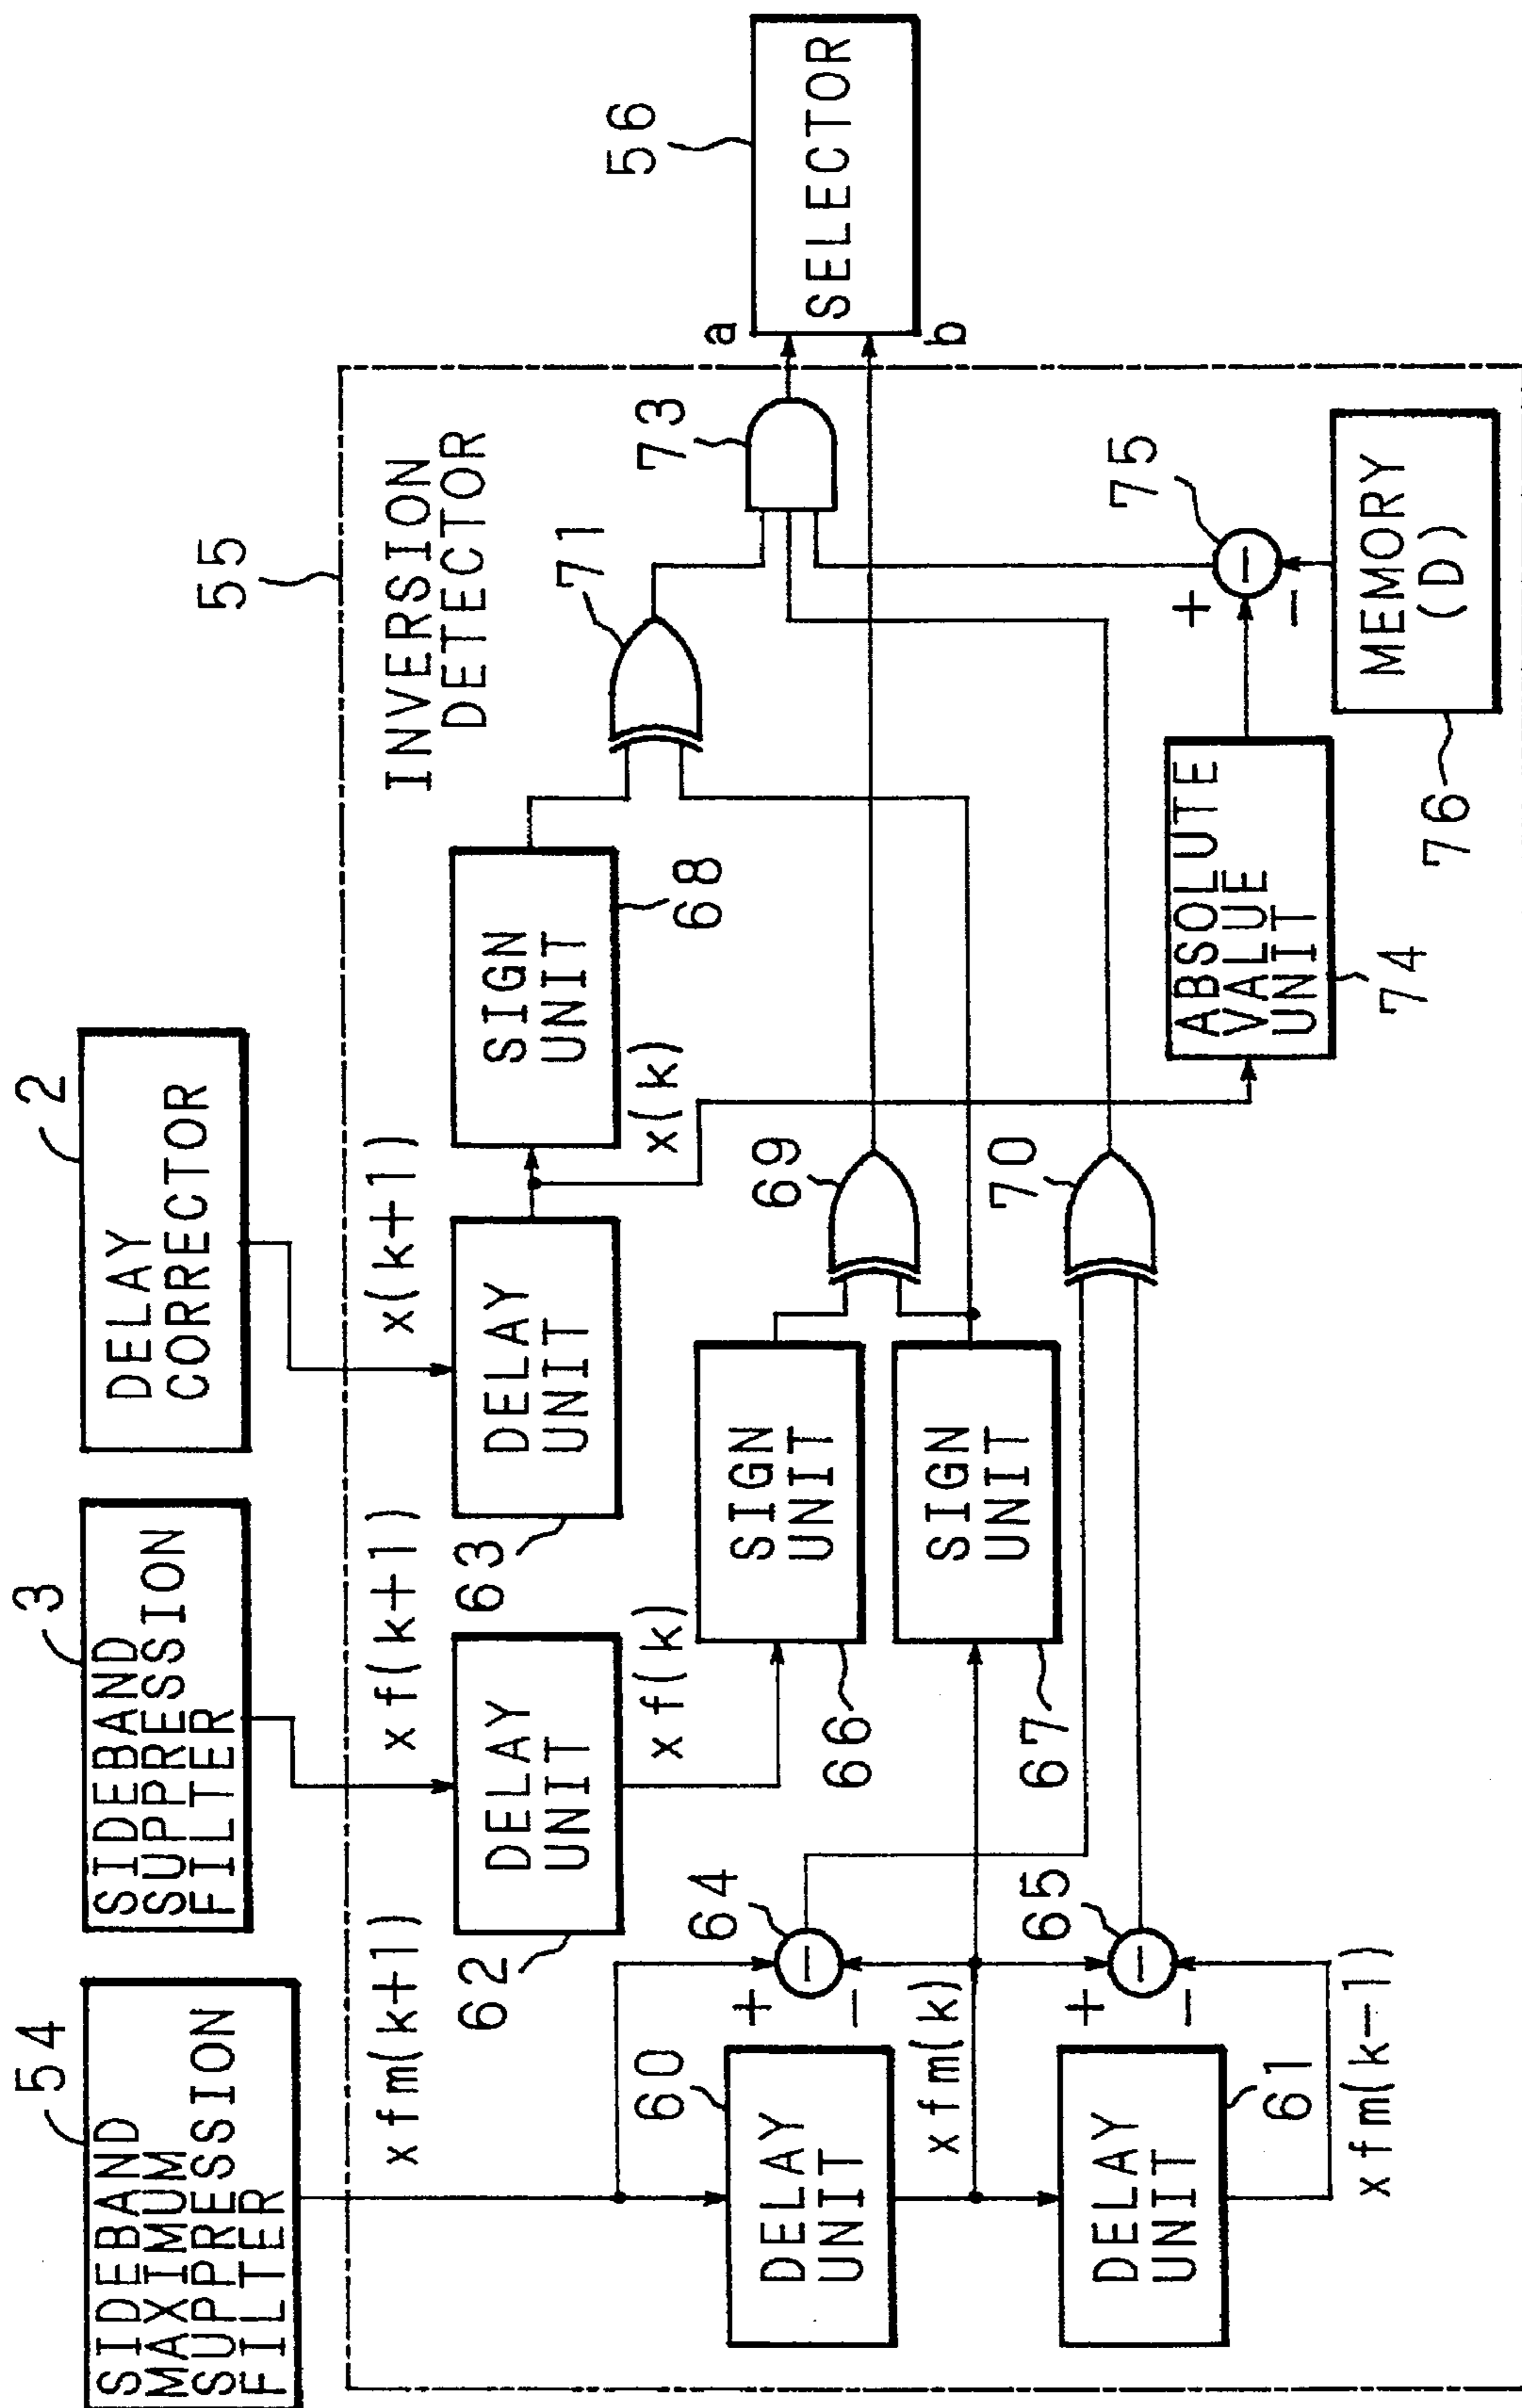 54
SIDEBAND
MAXIMUM
SUPPRESSION
FILTER
3
SIDEBAND
SUPPRESSION
FILTER
2
DELAY
CORRECTOR
55
INVERSION
DETECTOR
xfm(k+1)
xf(k+1)
x(k+1)
62
DELAY
UNIT
63
DELAY
UNIT
SIGN
UNIT
68
71
56
a
SELECTOR
b
xf(k)
x(k)
60
DELAY
UNIT
64
+
−
−
66
SIGN
UNIT
69
73
xfm(k)
67
SIGN
UNIT
70
61
DELAY
UNIT
65
+
−
−
xfm(k−1)
ABSOLUTE
VALUE
UNIT
74
75
+
−
−
76
MEMORY
(D)